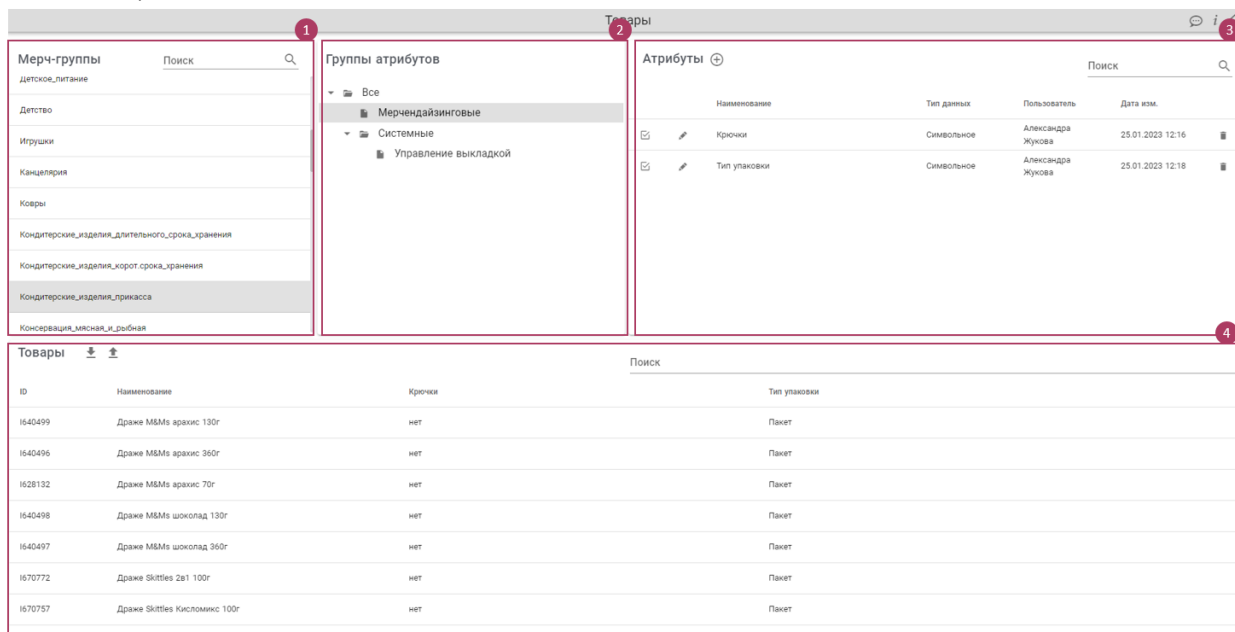 Товары
1
2
3
Мерч-группы
Поиск
Детское_питание
Детство
Игрушки
Канцелярия
Ковры
Кондитерские_изделия_длительного_срока_хранения
Кондитерские_изделия_корот.срока_хранения
Кондитерские_изделия_прикасса
Консервация_мясная_и_рыбная
Группы атрибутов
Все
Мерчендайзинговые
Системные
Управление выкладкой
Атрибуты
Поиск
Наименование Тип данных Пользователь Дата изм.
Крючки Символьное Александра Жукова 25.01.2023 12:16
Тип упаковки Символьное Александра Жукова 25.01.2023 12:18
4
Товары
Поиск
ID Наименование Крючки Тип упаковки
I640499 Драже M&Ms арахис 130г нет Пакет
I640496 Драже M&Ms арахис 360г нет Пакет
I628132 Драже M&Ms арахис 70г нет Пакет
I640498 Драже M&Ms шоколад 130г нет Пакет
I640497 Драже M&Ms шоколад 360г нет Пакет
I670772 Драже Skittles 2в1 100г нет Пакет
I670757 Драже Skittles Кисломикс 100г нет Пакет